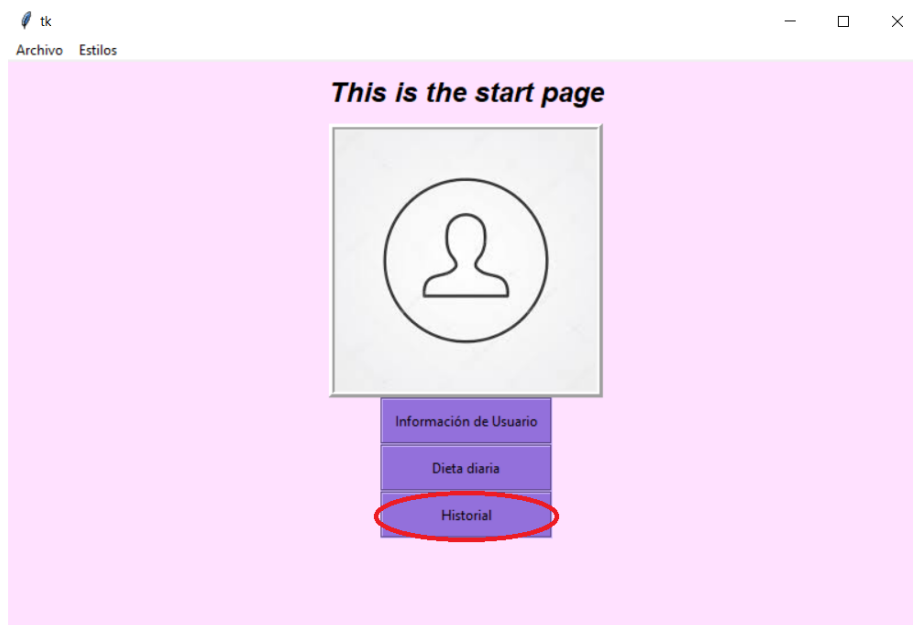 tk
Archivo Estilos
This is the start page
Información de Usuario
Dieta diaria
Historial